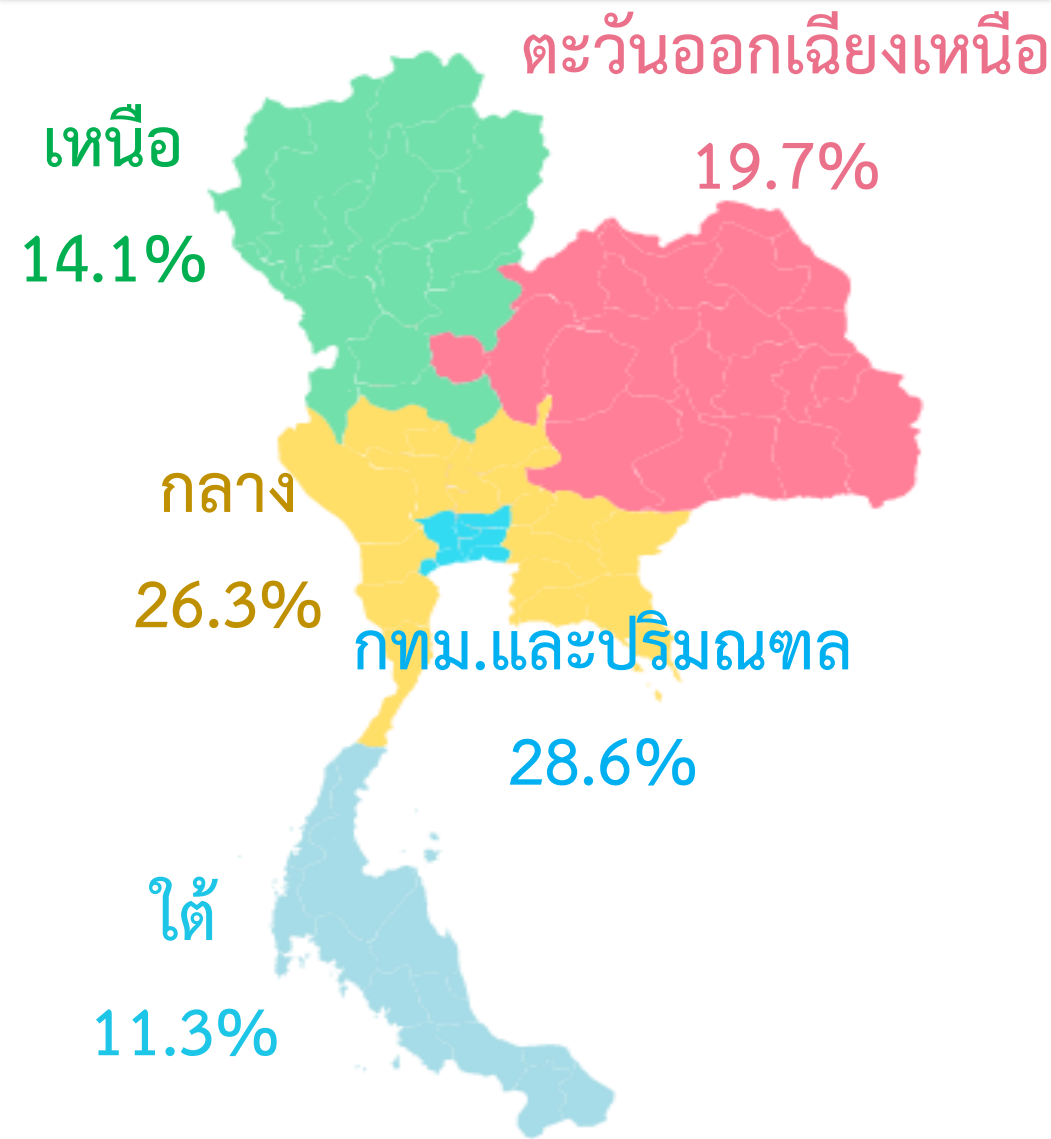 ตะวันออกเฉียงเหนือ
19.7%
เหนือ
14.1%
กลาง
26.3%
กทม.และปริมณฑล
28.6%
ใต้
11.3%